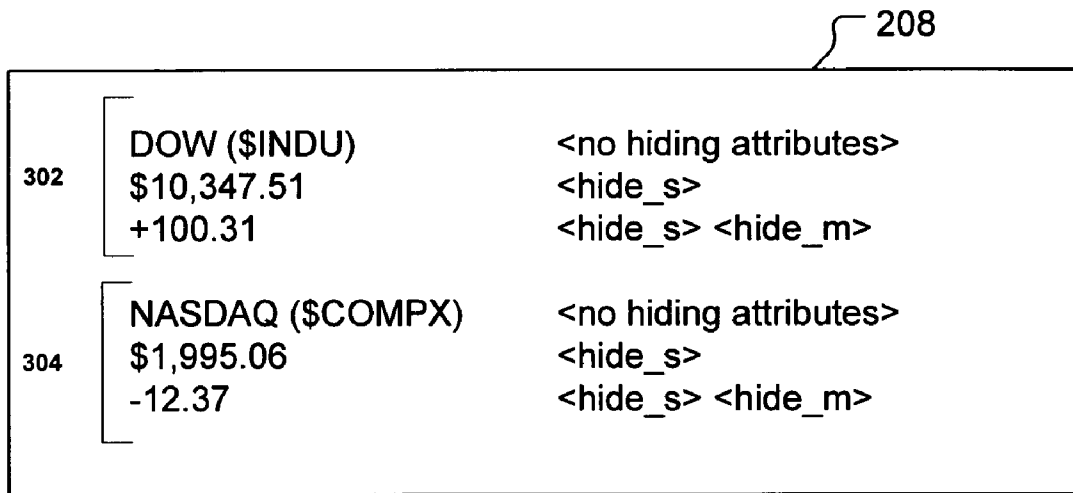 208
DOW ($INDU) <no hiding attributes>
302 $10,347.51 <hide_s>
+100.31 <hide_s> <hide_m>
NASDAQ ($COMPX) <no hiding attributes>
304 $1,995.06 <hide_s>
-12.37 <hide_s> <hide_m>